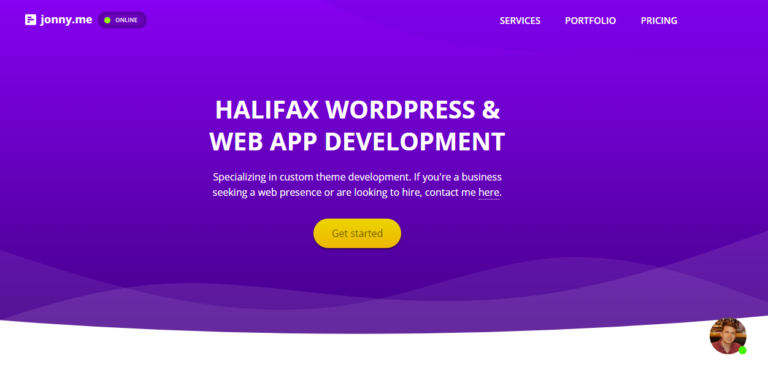 jonny.me ONLINE SERVICES PORTFOLIO PRICING
HALIFAX WORDPRESS &
WEB APP DEVELOPMENT
Specializing in custom theme development. If you're a business
seeking a web presence or are looking to hire, contact me here.
Get started